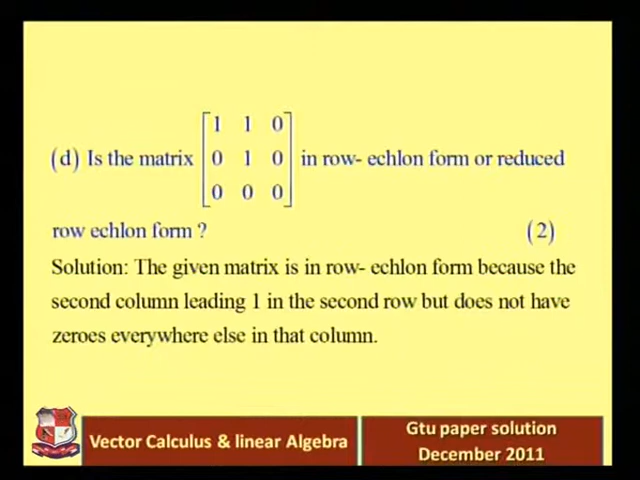 1 1 0
(d) Is the matrix 0 1 0 in row- echlon form or reduced
0 0 0
row echlon form ? (2)
Solution: The given matrix is in row- echlon form because the
second column leading 1 in the second row but does not have
zeroes everywhere else in that column.
Vector Calculus & linear Algebra
Gtu paper solution
December 2011